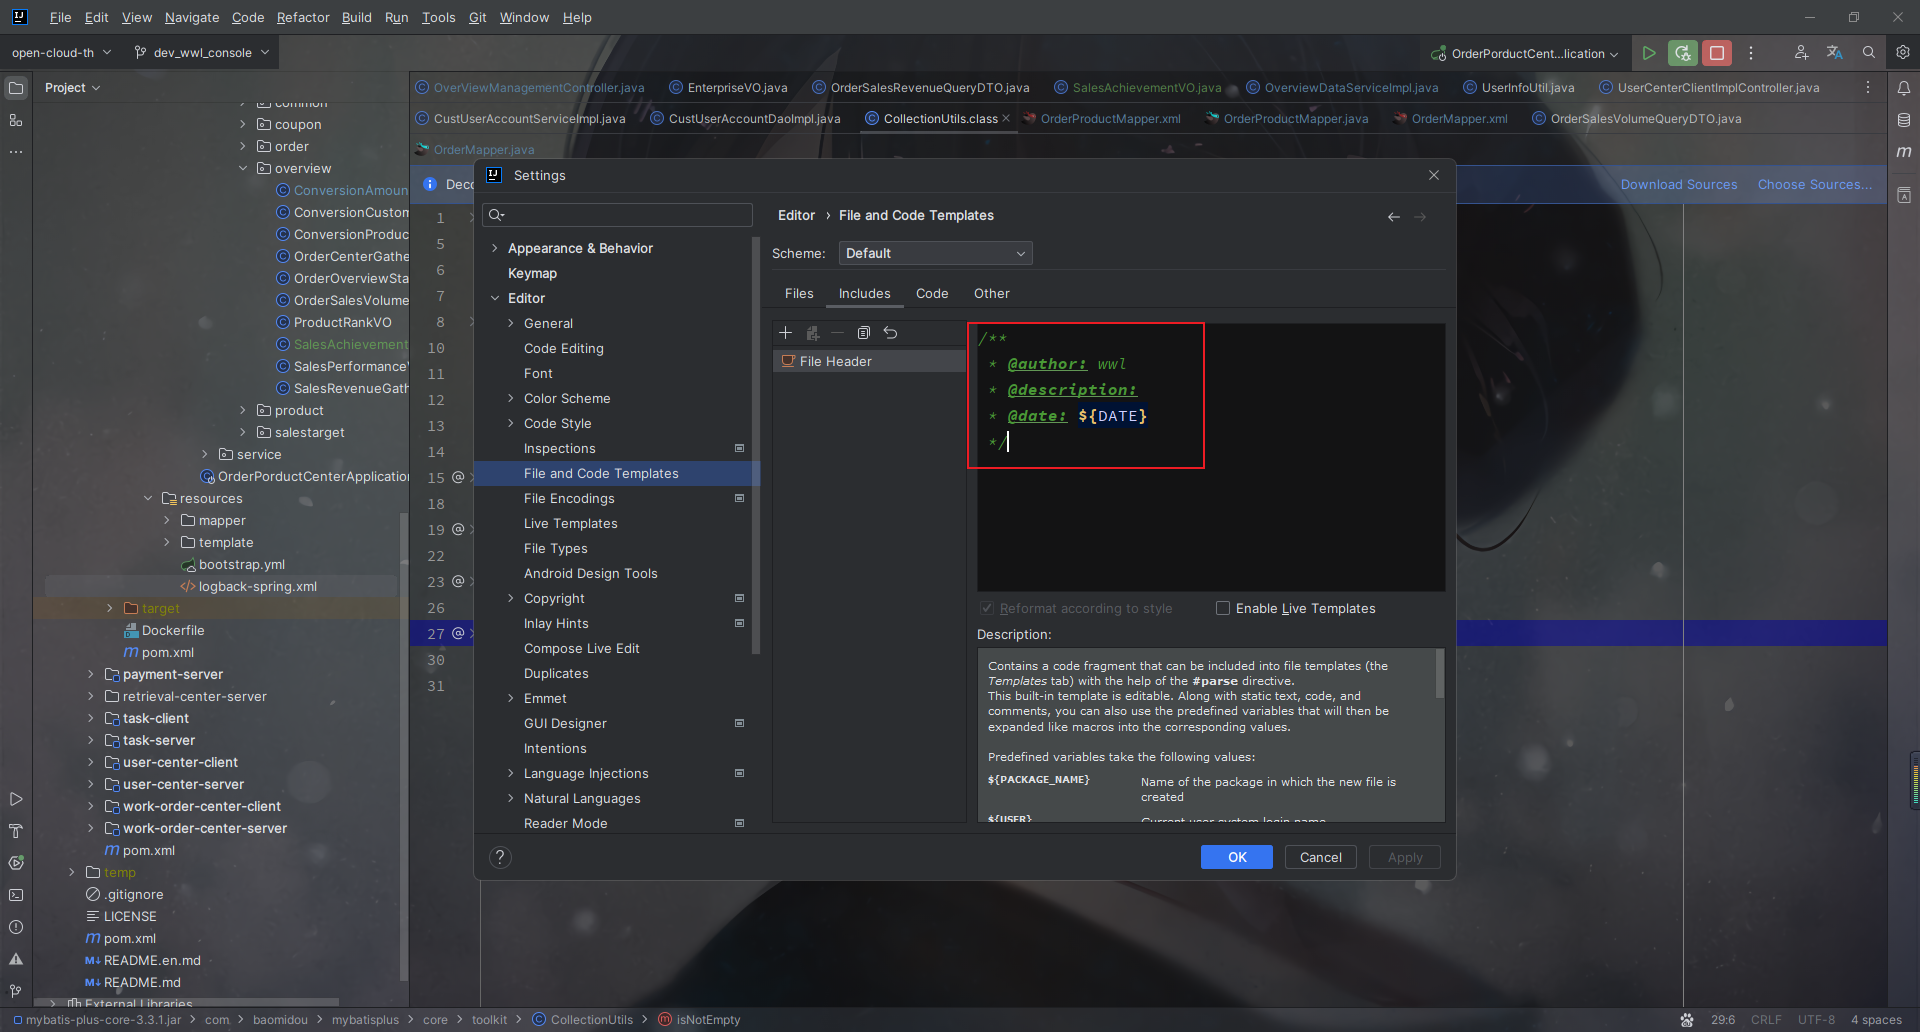 File Edit View Navigate Code Refactor Build Run Tools Git Window Help
open-cloud-th dev_wwl_console OrderPorductCent...lication
Project
OverViewManagementController.java EnterpriseVO.java OrderSalesRevenueQueryDTO.java SalesAchievementVO.java OverviewDataServiceImpl.java UserInfoUtil.java UserCenterClientImplController.java
CustUserAccountServiceImpl.java CustUserAccountDaoImpl.java CollectionUtils.class OrderProductMapper.xml OrderProductMapper.java OrderMapper.xml OrderSalesVolumeQueryDTO.java
OrderMapper.java
Download Sources Choose Sources...
common
coupon
order
overview
ConversionAmoun
ConversionCustom
ConversionProduc
OrderCenterGathe
OrderOverviewSta
OrderSalesVolume
ProductRankVO
SalesAchievement
SalesPerformance
SalesRevenueGath
product
salestarget
service
OrderPorductCenterApplication
resources
mapper
template
bootstrap.yml
logback-spring.xml
target
Dockerfile
pom.xml
payment-server
retrieval-center-server
task-client
task-server
user-center-client
user-center-server
work-order-center-client
work-order-center-server
pom.xml
temp
.gitignore
LICENSE
pom.xml
README.en.md
README.md
External Libraries
Deco
1
5
6
7
8
10
11
12
13
14
15 @
18
19 @
22
23 @
26
27 @
30
31
Settings
Appearance & Behavior
Keymap
Editor
General
Code Editing
Font
Color Scheme
Code Style
Inspections
File and Code Templates
File Encodings
Live Templates
File Types
Android Design Tools
Copyright
Inlay Hints
Compose Live Edit
Duplicates
Emmet
GUI Designer
Intentions
Language Injections
Natural Languages
Reader Mode
Editor › File and Code Templates
Scheme: Default
Files Includes Code Other
File Header
/**
* @author: wwl
* @description:
* @date: ${DATE}
*/
Reformat according to style Enable Live Templates
Description:
Contains a code fragment that can be included into file templates (the
Templates tab) with the help of the #parse directive.
This built-in template is editable. Along with static text, code, and
comments, you can also use the predefined variables that will then be
expanded like macros into the corresponding values.
Predefined variables take the following values:
${PACKAGE_NAME} Name of the package in which the new file is
created
${USER} Current user system login name
? OK Cancel Apply
mybatis-plus-core-3.3.1.jar com baomidou mybatisplus core toolkit CollectionUtils isNotEmpty 29:6 CRLF UTF-8 4 spaces